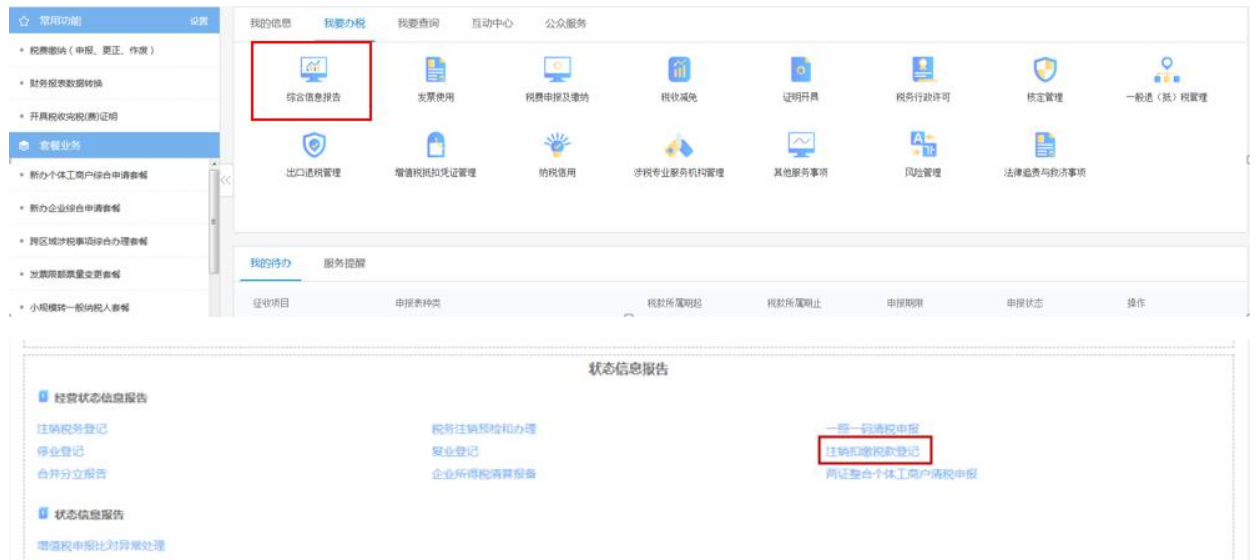 常用功能 设置
税费缴纳（申报、更正、作废）
财务报表数据转换
开具税收完税(费)证明
套餐业务
新办个体工商户综合申请套餐
新办企业综合申请套餐
跨区域涉税事项综合办理套餐
发票限额票量变更套餐
小规模转一般纳税人套餐
我的信息 我要办税 我要查询 互动中心 公众服务
综合信息报告 发票使用 税费申报及缴纳 税收减免 证明开具 税务行政许可 核定管理 一般退（抵）税管理
出口退税管理 增值税抵扣凭证管理 纳税信用 涉税专业服务机构管理 其他服务事项 风险管理 法律追责与救济事项
我的待办 服务提醒
征收项目 申报表种类 税款所属期起 税款所属期止 申报期限 申报状态 操作
状态信息报告
经营状态信息报告
注销税务登记 税务注销预检和办理 一照一码清税申报
停业登记 复业登记 注销扣缴税款登记
合并分立报告 企业所得税清算报备 两证整合个体工商户清税申报
状态信息报告
增值税申报比对异常处理